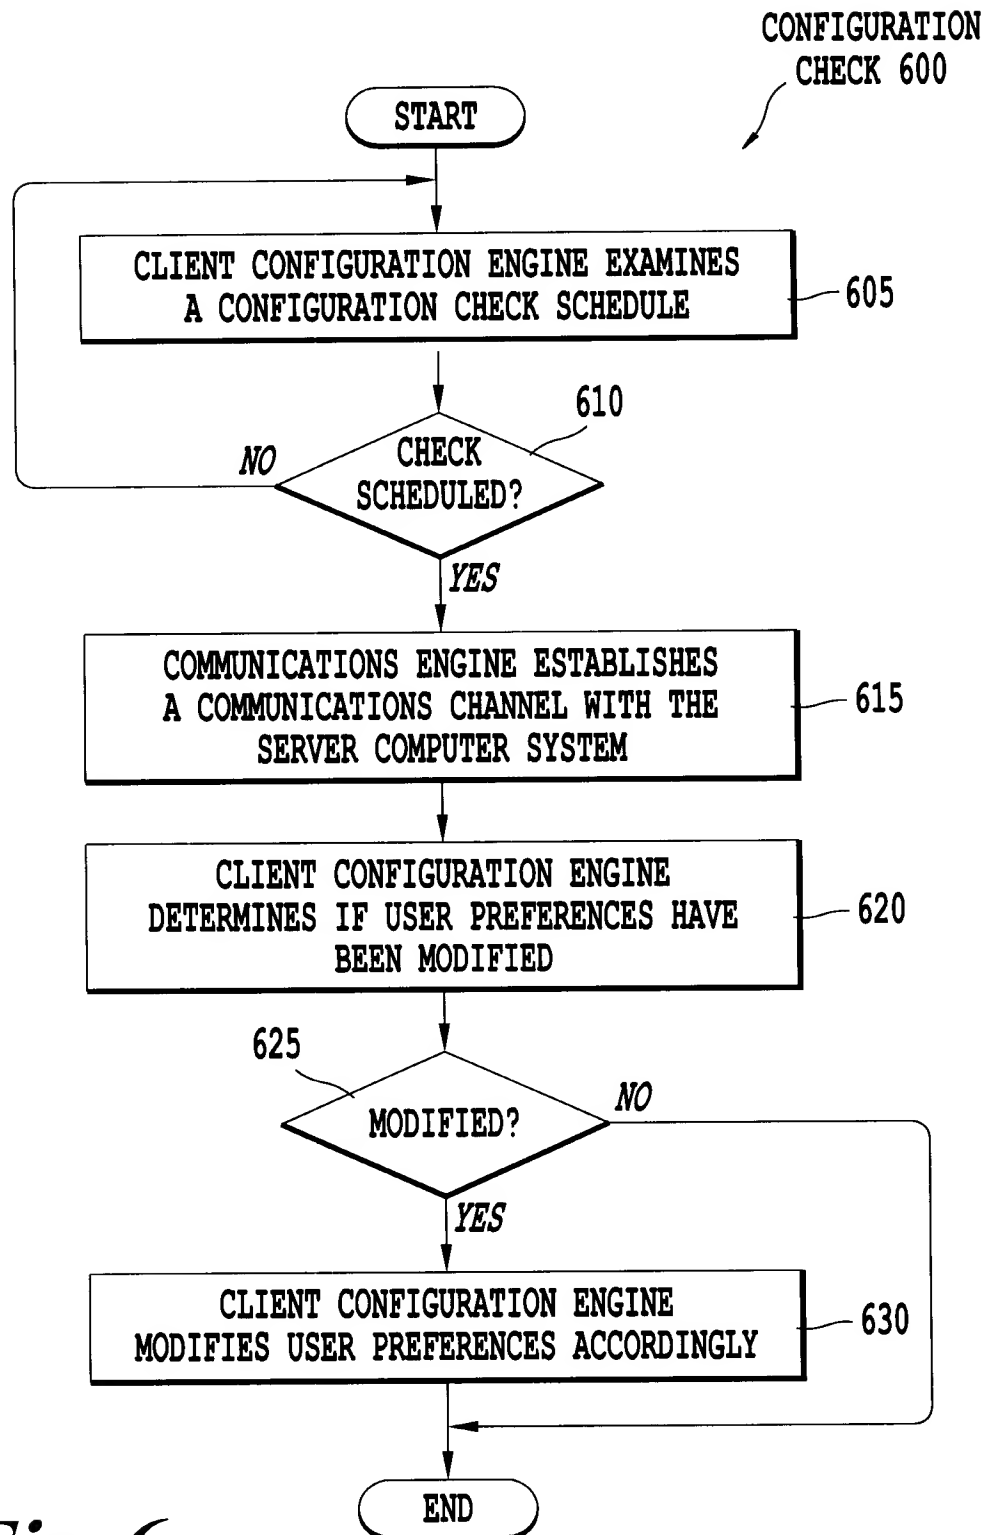 CONFIGURATION
CHECK 600
START
CLIENT CONFIGURATION ENGINE EXAMINES
A CONFIGURATION CHECK SCHEDULE
605
610
CHECK
SCHEDULED?
NO
YES
COMMUNICATIONS ENGINE ESTABLISHES
A COMMUNICATIONS CHANNEL WITH THE
SERVER COMPUTER SYSTEM
615
CLIENT CONFIGURATION ENGINE
DETERMINES IF USER PREFERENCES HAVE
BEEN MODIFIED
620
625
MODIFIED?
NO
YES
CLIENT CONFIGURATION ENGINE
MODIFIES USER PREFERENCES ACCORDINGLY
630
END